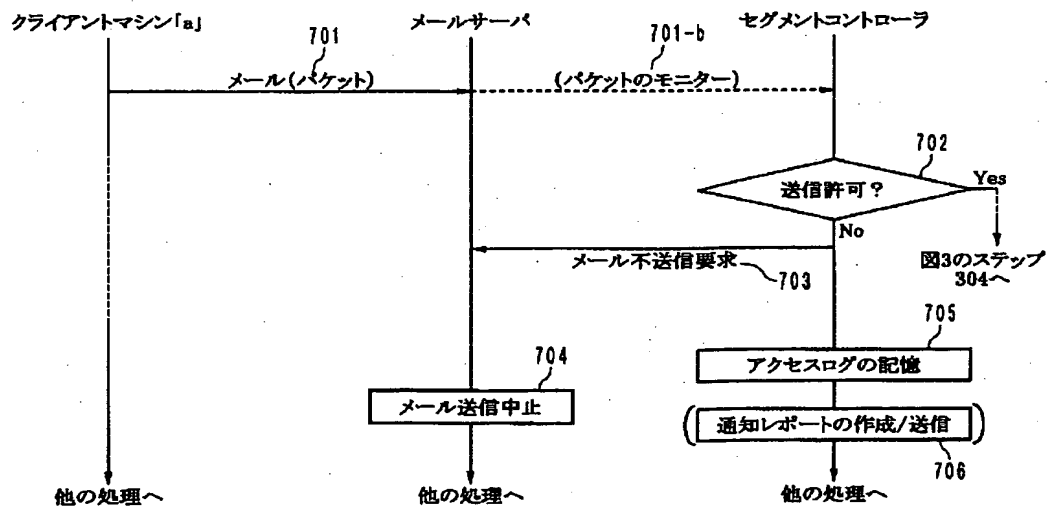 クライアントマシン「a」
メールサーバ
セグメントコントローラ
701
701-b
メール(パケット)
(パケットのモニター)
702
送信許可?
Yes
No
メール不送信要求
703
図3のステップ
304へ
705
アクセスログの記憶
704
メール送信中止
(通知レポートの作成/送信)
706
他の処理へ
他の処理へ
他の処理へ